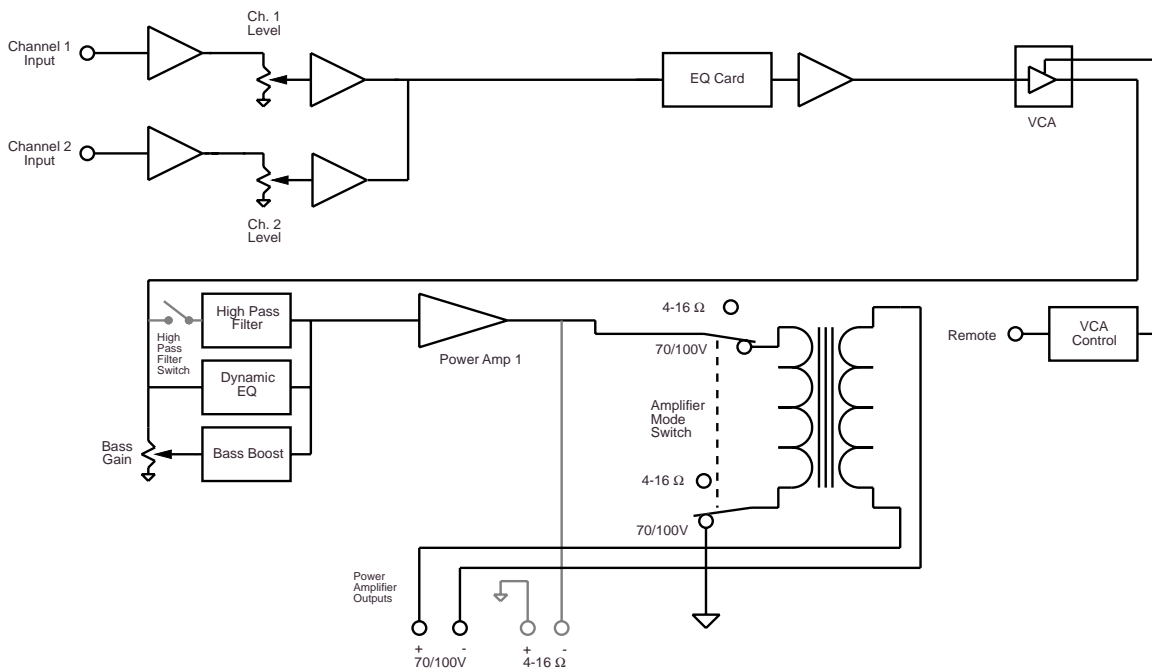 Ch. 1
Level
Channel 1
Input
EQ Card
VCA
Channel 2
Input
Ch. 2
Level
High Pass
Filter
4-16 Ω
High
Pass
Filter
Switch
Power Amp 1
70/100V
Remote
VCA
Control
Dynamic
EQ
Amplifier
Mode
Switch
Bass
Gain
Bass Boost
4-16 Ω
70/100V
Power
Amplifier
Outputs
+ - + -
70/100V 4-16 Ω